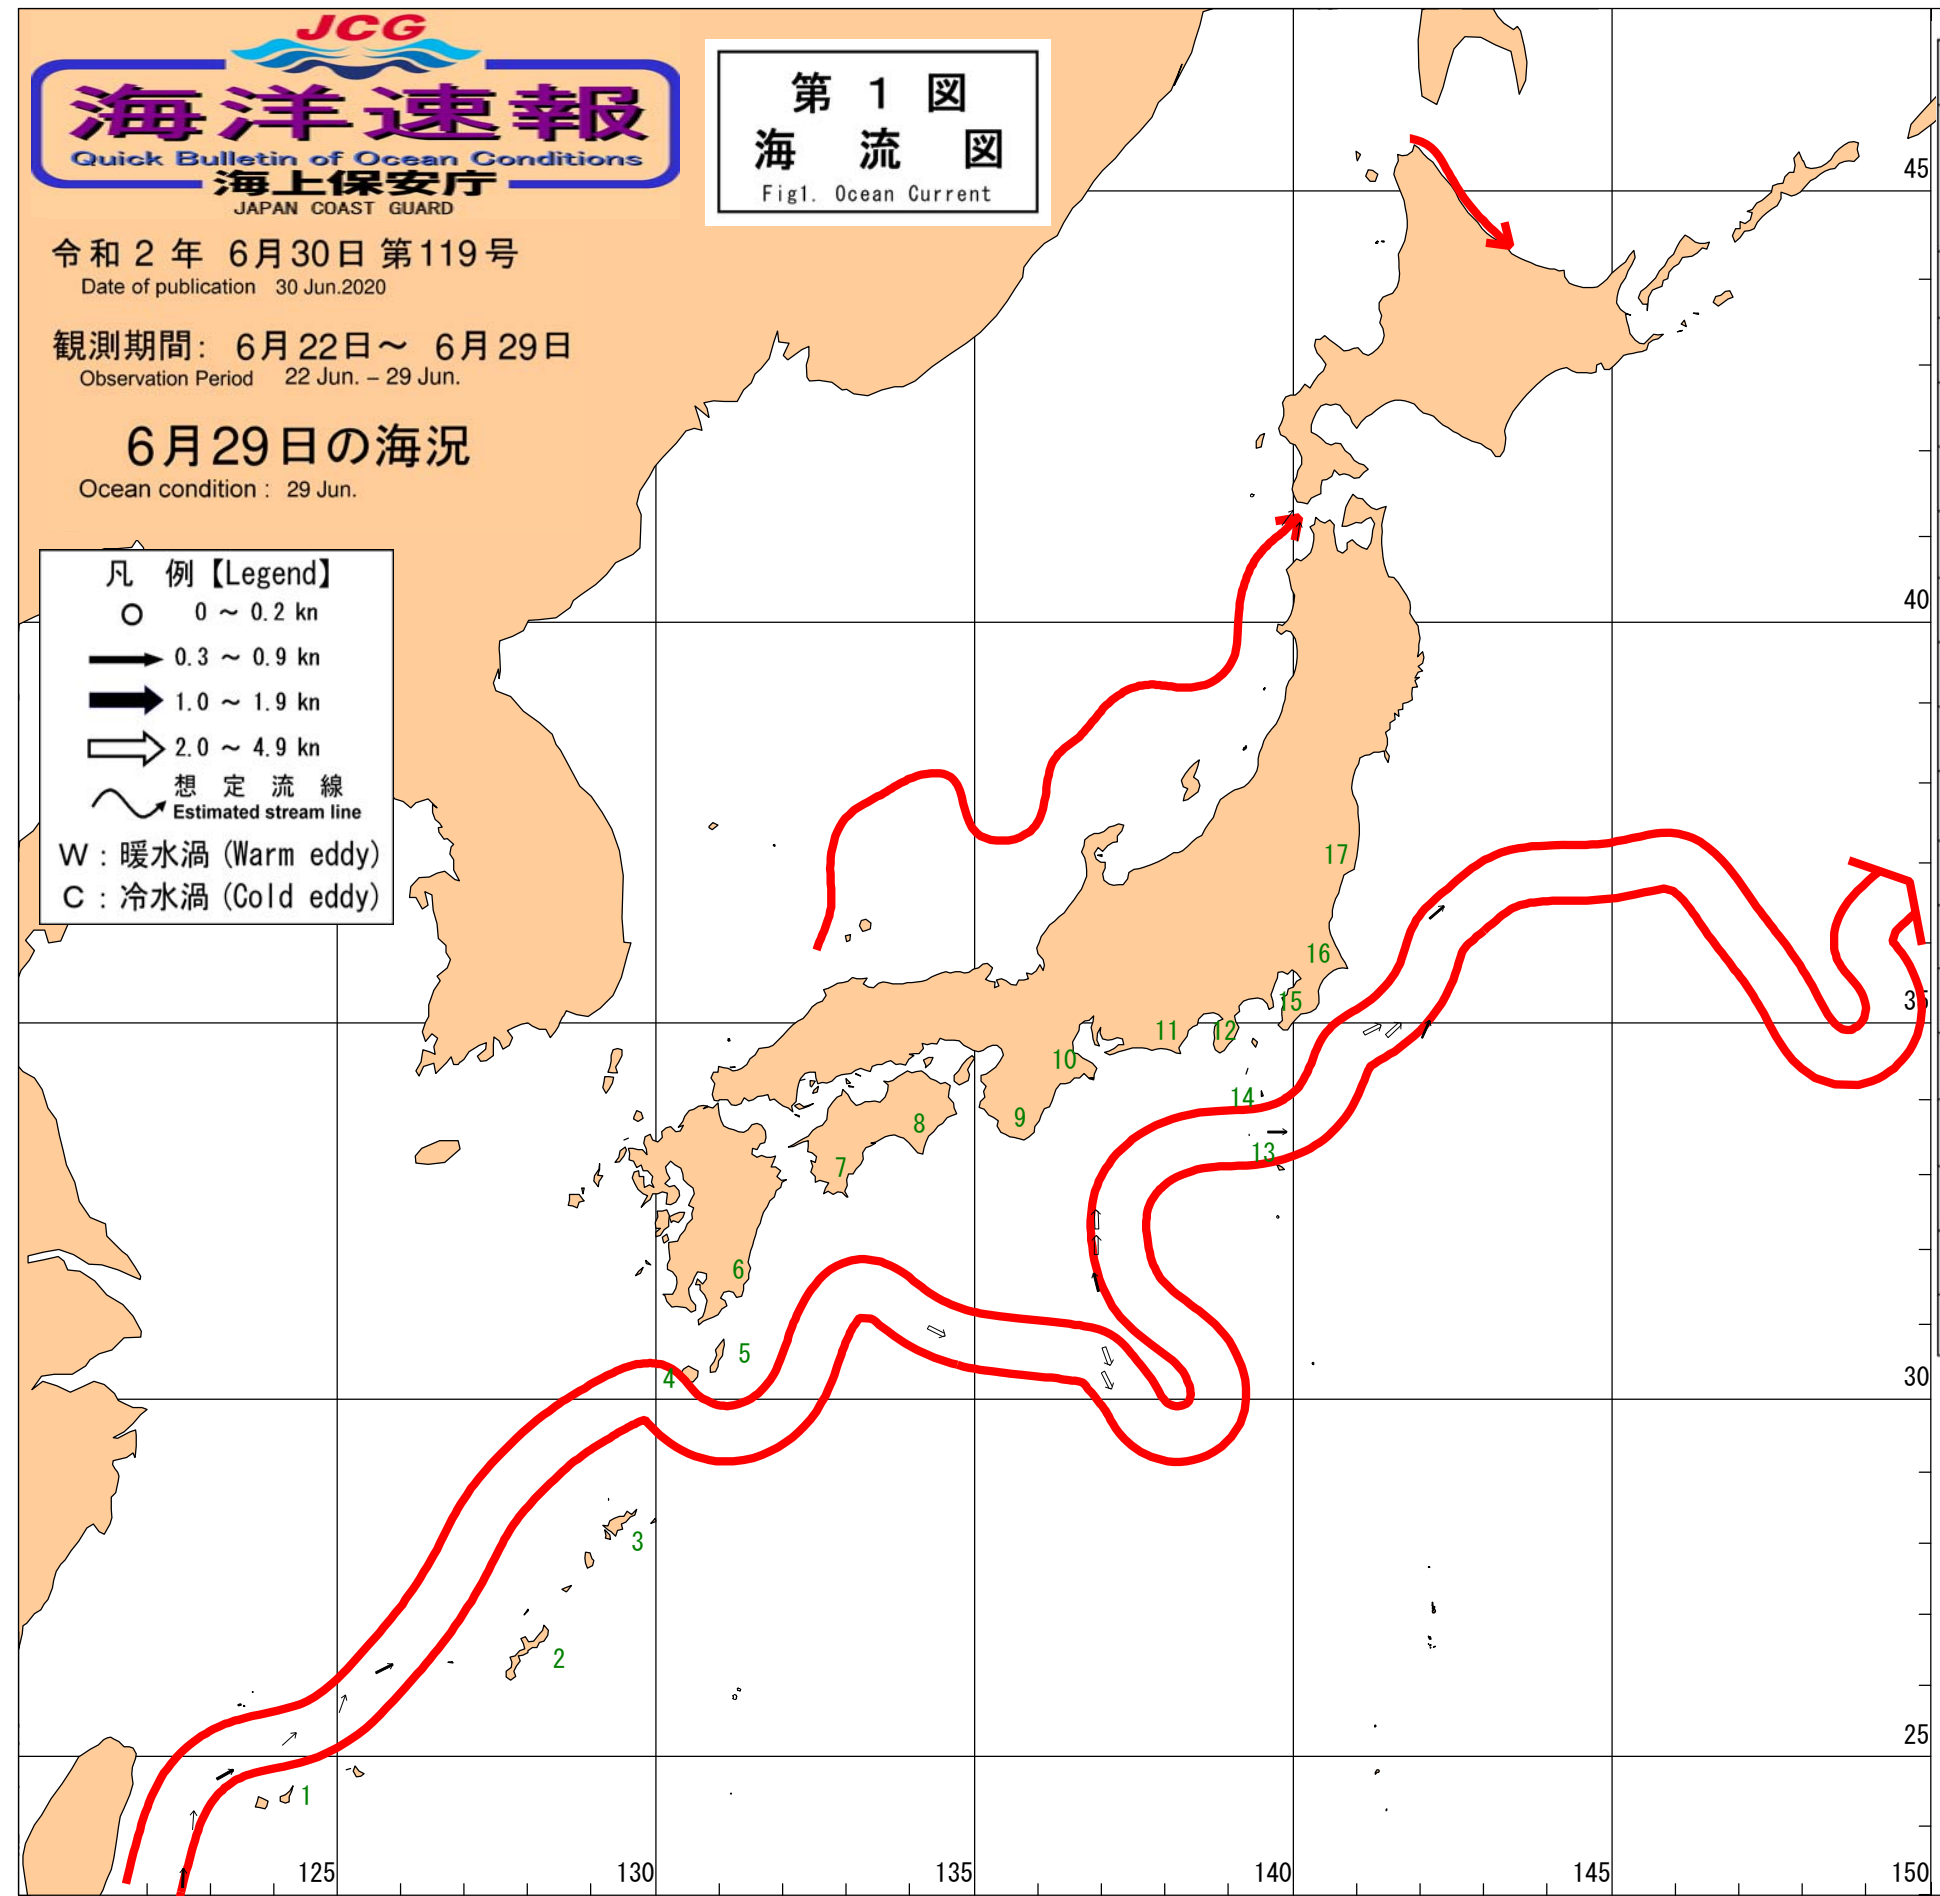 JCG
海洋速報
Quick Bulletin of Ocean Conditions
海上保安庁
JAPAN COAST GUARD
第 1 図
海 流 図
Fig1. Ocean Current
令和 2 年 6月30日 第119号
Date of publication 30 Jun.2020
観測期間: 6月22日～ 6月29日
Observation Period 22 Jun. – 29 Jun.
6月29日の海況
Ocean condition : 29 Jun.
凡 例【Legend】
0 ～ 0.2 kn
0.3 ～ 0.9 kn
1.0 ～ 1.9 kn
2.0 ～ 4.9 kn
想 定 流 線
Estimated stream line
W : 暖水渦 (Warm eddy)
C : 冷水渦 (Cold eddy)
45
40
17
16
35
15
11
12
10
14
9
8
13
7
6
5
4
30
3
2
25
1
125
130
135
140
145
150